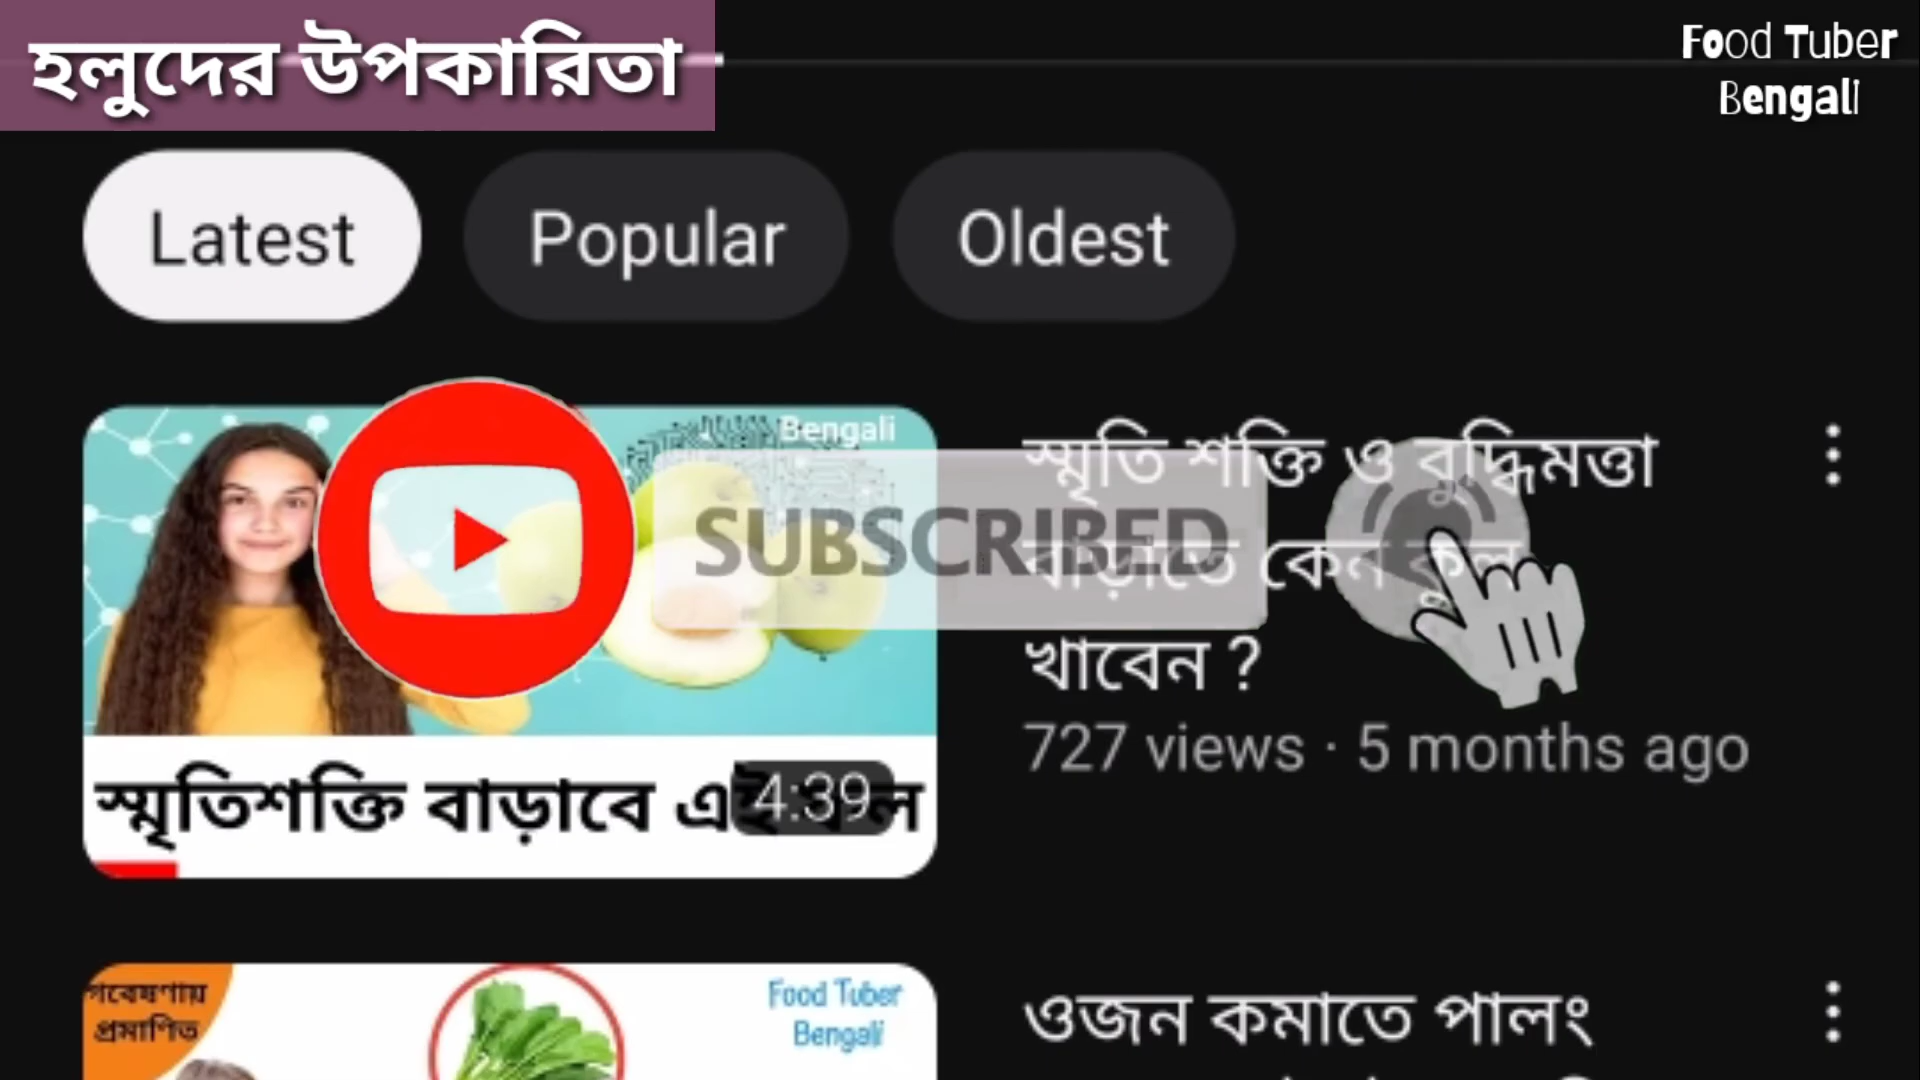 হলুদের উপকারিতা
Food Tuber
Bengali
Latest
Popular
Oldest
Bengali
স্মৃতি শক্তি ও বুদ্ধিমত্তা
বাড়াতে কেন কুল
খাবেন ?
SUBSCRIBED
727 views · 5 months ago
স্মৃতিশক্তি বাড়াবে এই
4:39
গবেষণায়
প্রমাণিত
Food Tuber
Bengali
ওজন কমাতে পালং